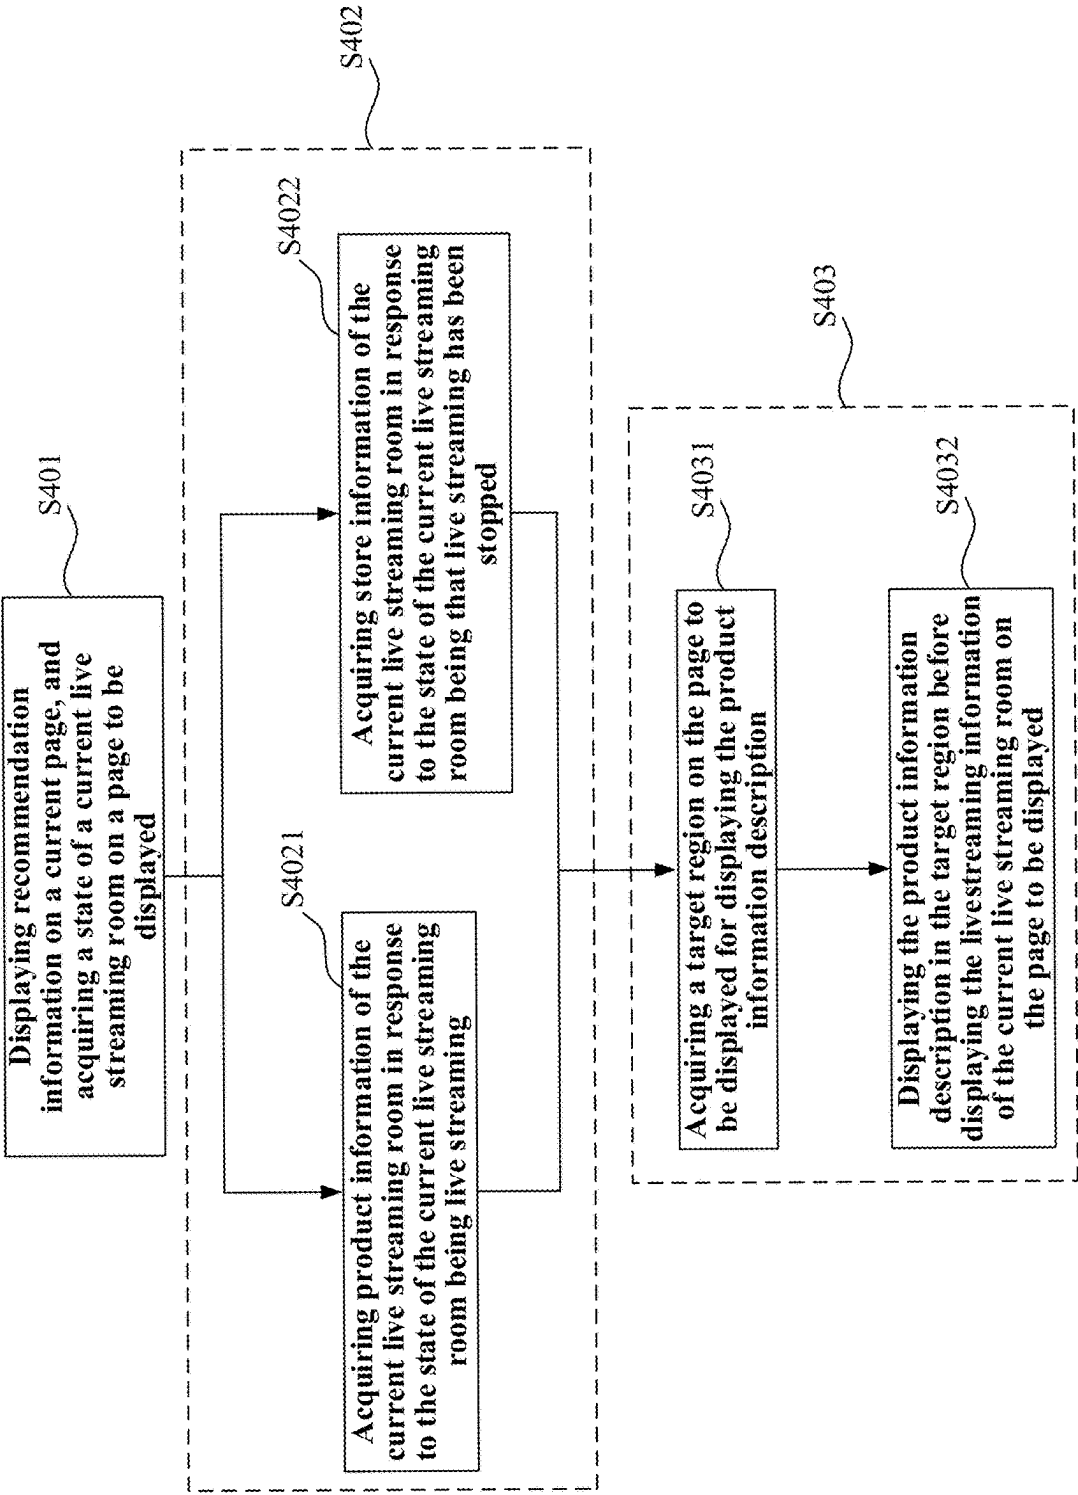 S401
Displaying recommendation
information on a current page, and
acquiring a state of a current live
streaming room on a page to be
displayed
S402
S4021
Acquiring product information of the
current live streaming room in response
to the state of the current live streaming
room being live streaming
S4022
Acquiring store information of the
current live streaming room in response
to the state of the current live streaming
room being that live streaming has been
stopped
S403
S4031
Acquiring a target region on the page to
be displayed for displaying the product
information description
S4032
Displaying the product information
description in the target region before
displaying the livestreaming information
of the current live streaming room on
the page to be displayed